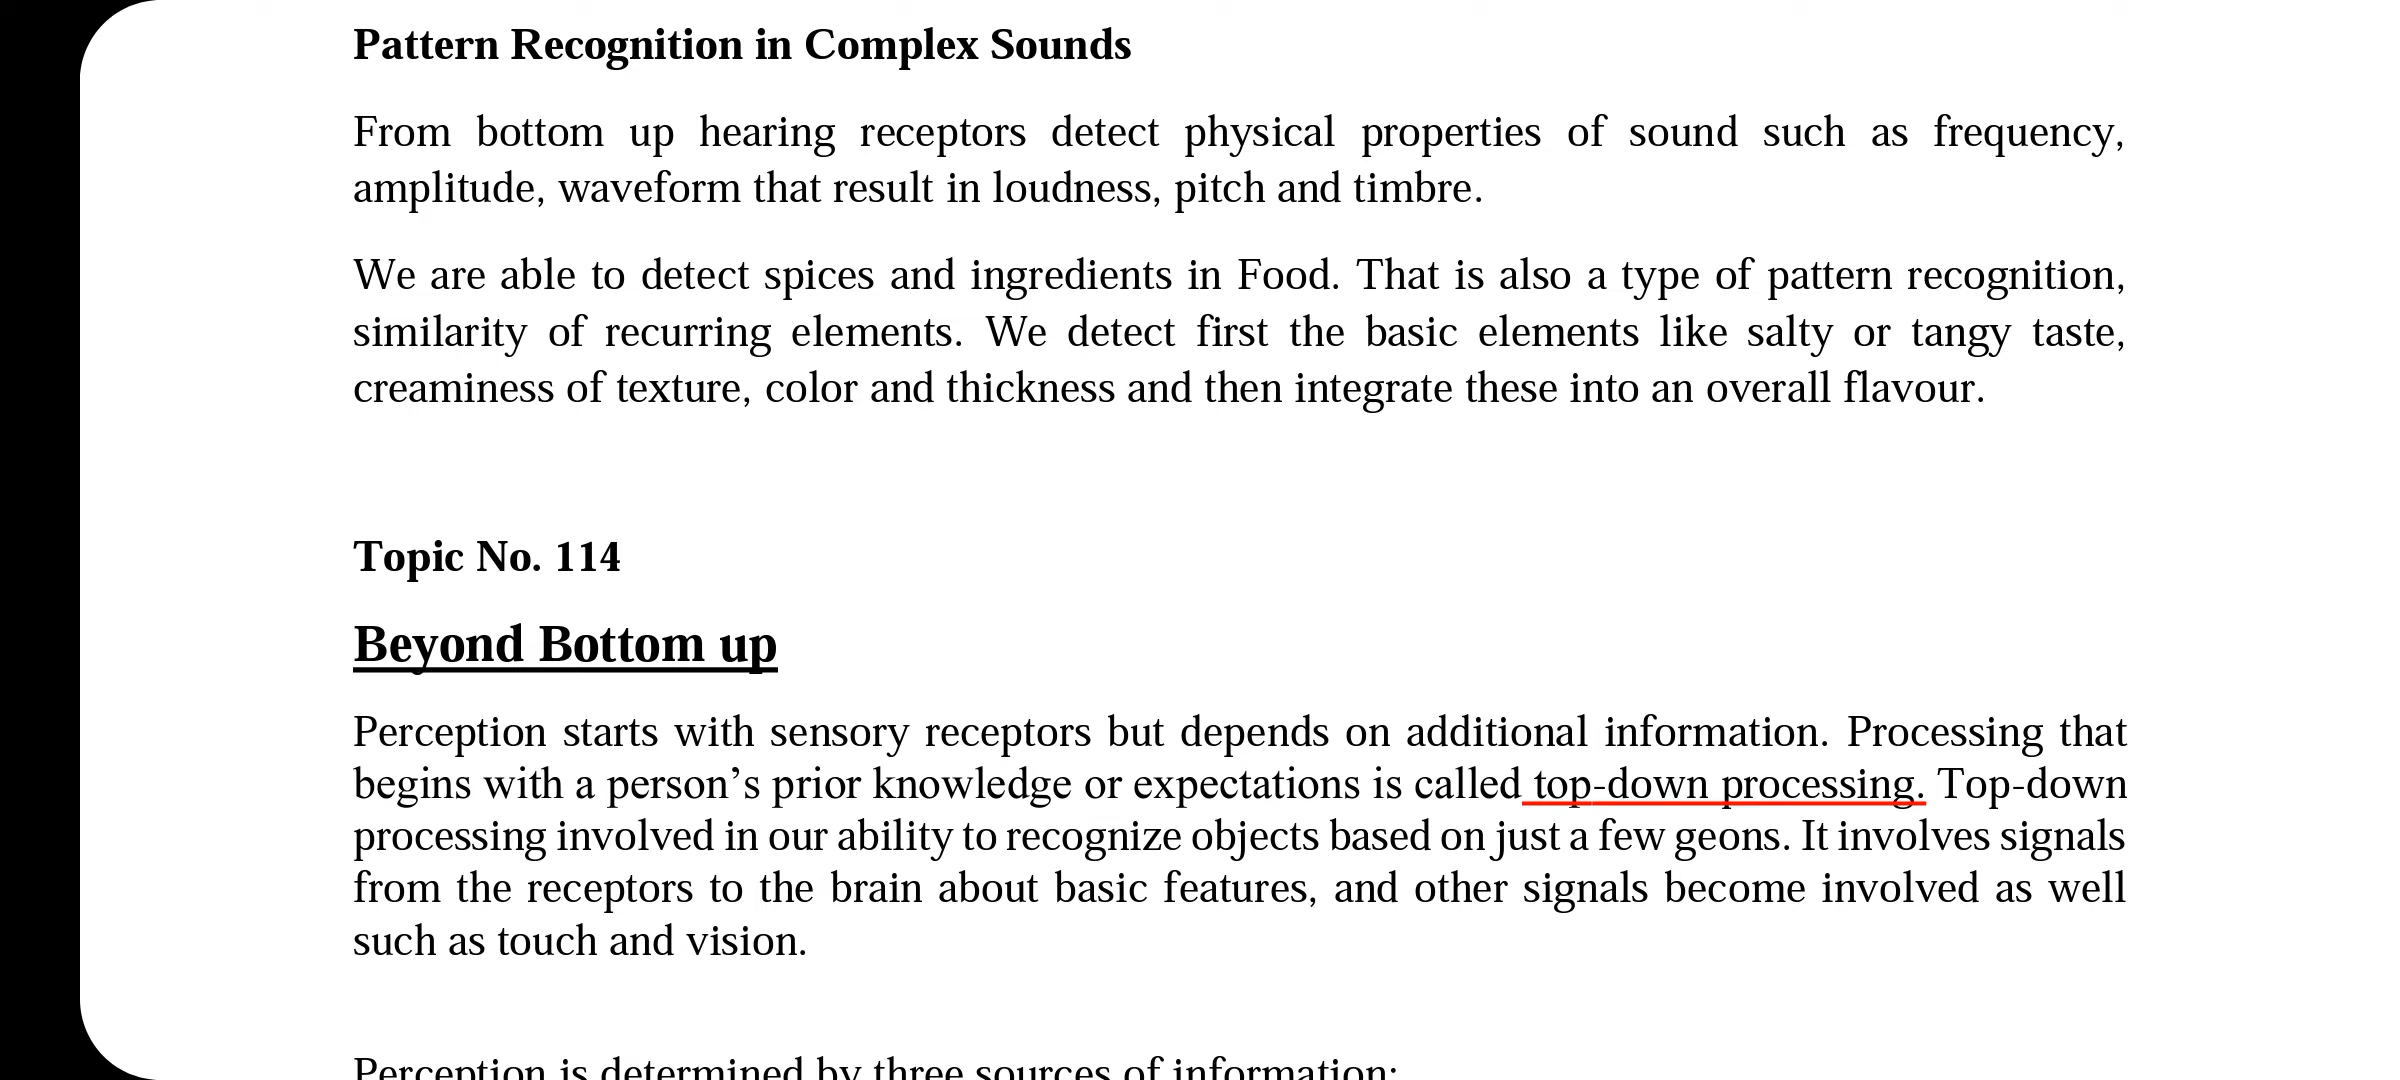 Pattern Recognition in Complex Sounds
From bottom up hearing receptors detect physical properties of sound such as frequency,
amplitude, waveform that result in loudness, pitch and timbre.
We are able to detect spices and ingredients in Food. That is also a type of pattern recognition,
similarity of recurring elements. We detect first the basic elements like salty or tangy taste,
creaminess of texture, color and thickness and then integrate these into an overall flavour.
Topic No. 114
Beyond Bottom up
Perception starts with sensory receptors but depends on additional information. Processing that
begins with a person’s prior knowledge or expectations is called top-down processing. Top-down
processing involved in our ability to recognize objects based on just a few geons. It involves signals
from the receptors to the brain about basic features, and other signals become involved as well
such as touch and vision.
Perception is determined by three sources of information: